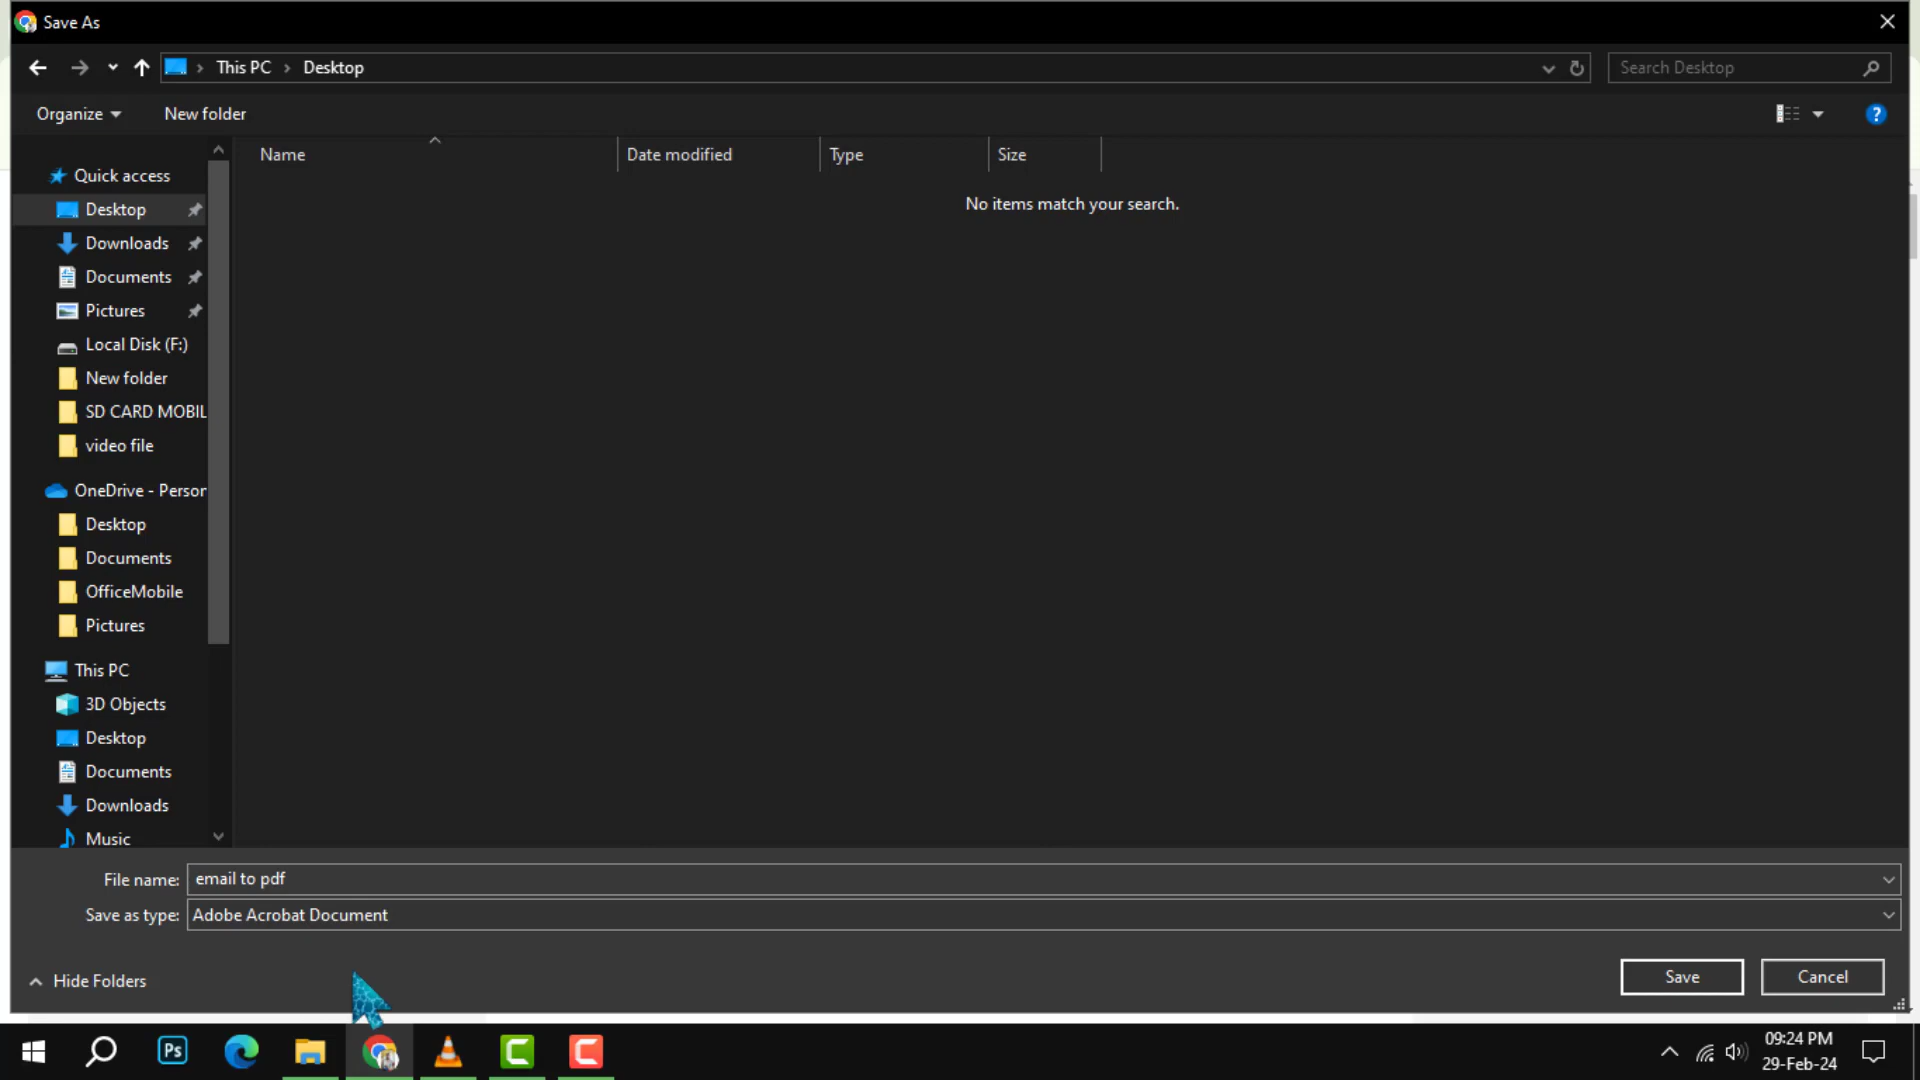 Save As
This PC > Desktop
Search Desktop
Organize
New folder
?
Name
Date modified
Type
Size
No items match your search.
Quick access
Desktop
Downloads
Documents
Pictures
Local Disk (F:)
New folder
SD CARD MOBIL
video file
OneDrive - Person
Desktop
Documents
OfficeMobile
Pictures
This PC
3D Objects
Desktop
Documents
Downloads
Music
File name: email to pdf
Save as type: Adobe Acrobat Document
Hide Folders
Save
Cancel
Ps
09:24 PM
29-Feb-24